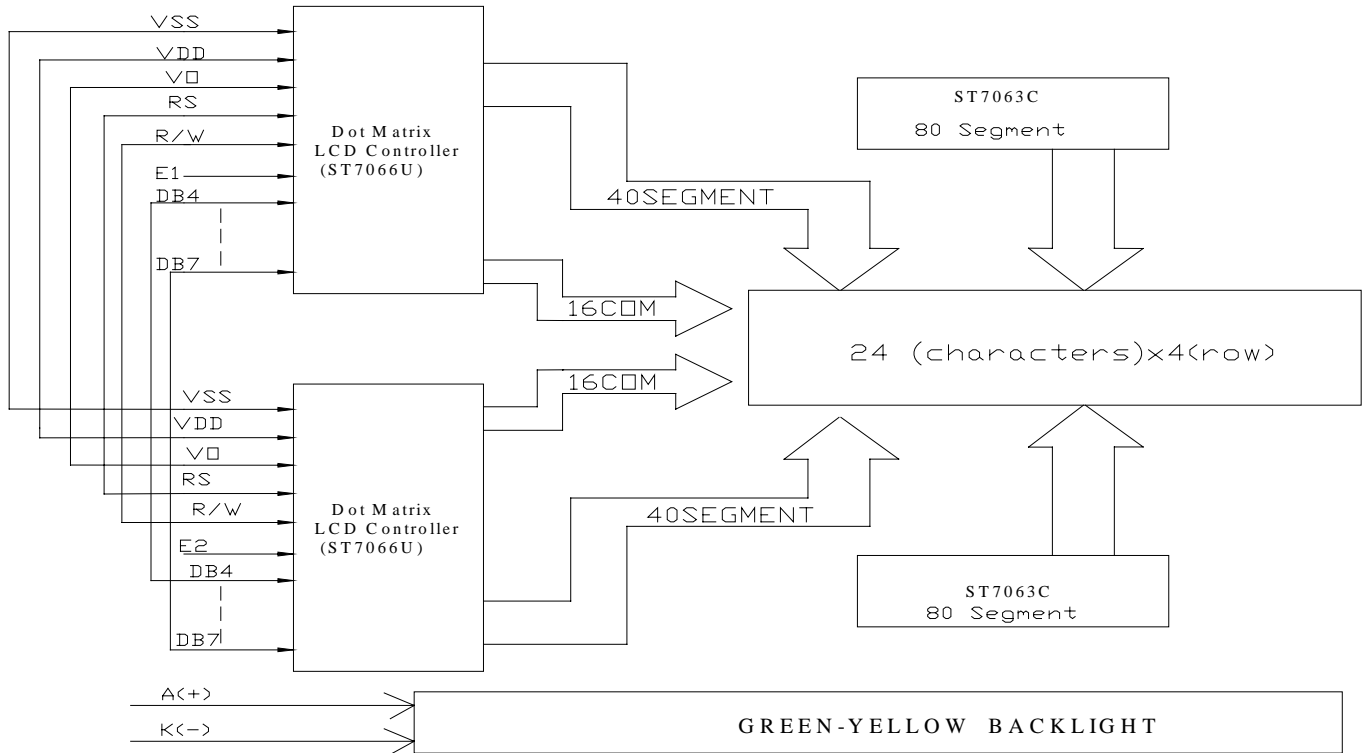 VSS
VDD
VO
RS
R/W
E1
DB4
DB7
Dot Matrix
LCD Controller
(ST7066U)
40SEGMENT
16COM
ST7063C
80 Segment
24 (characters)x4(row)
VSS
VDD
VO
RS
R/W
E2
DB4
DB7
Dot Matrix
LCD Controller
(ST7066U)
16COM
40SEGMENT
ST7063C
80 Segment
A(+)
K(-)
GREEN-YELLOW BACKLIGHT